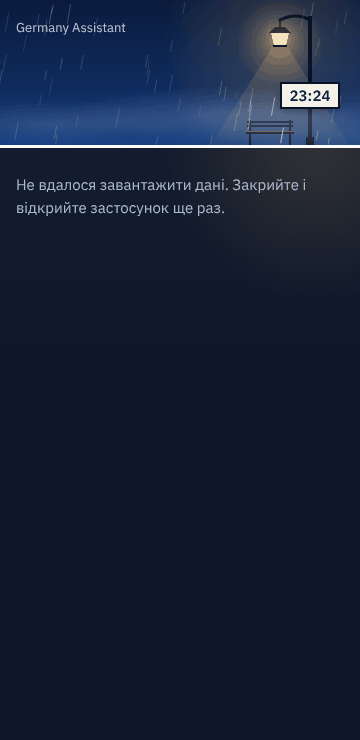 Germany Assistant
23:24
Не вдалося завантажити дані. Закрийте і
відкрийте застосунок ще раз.